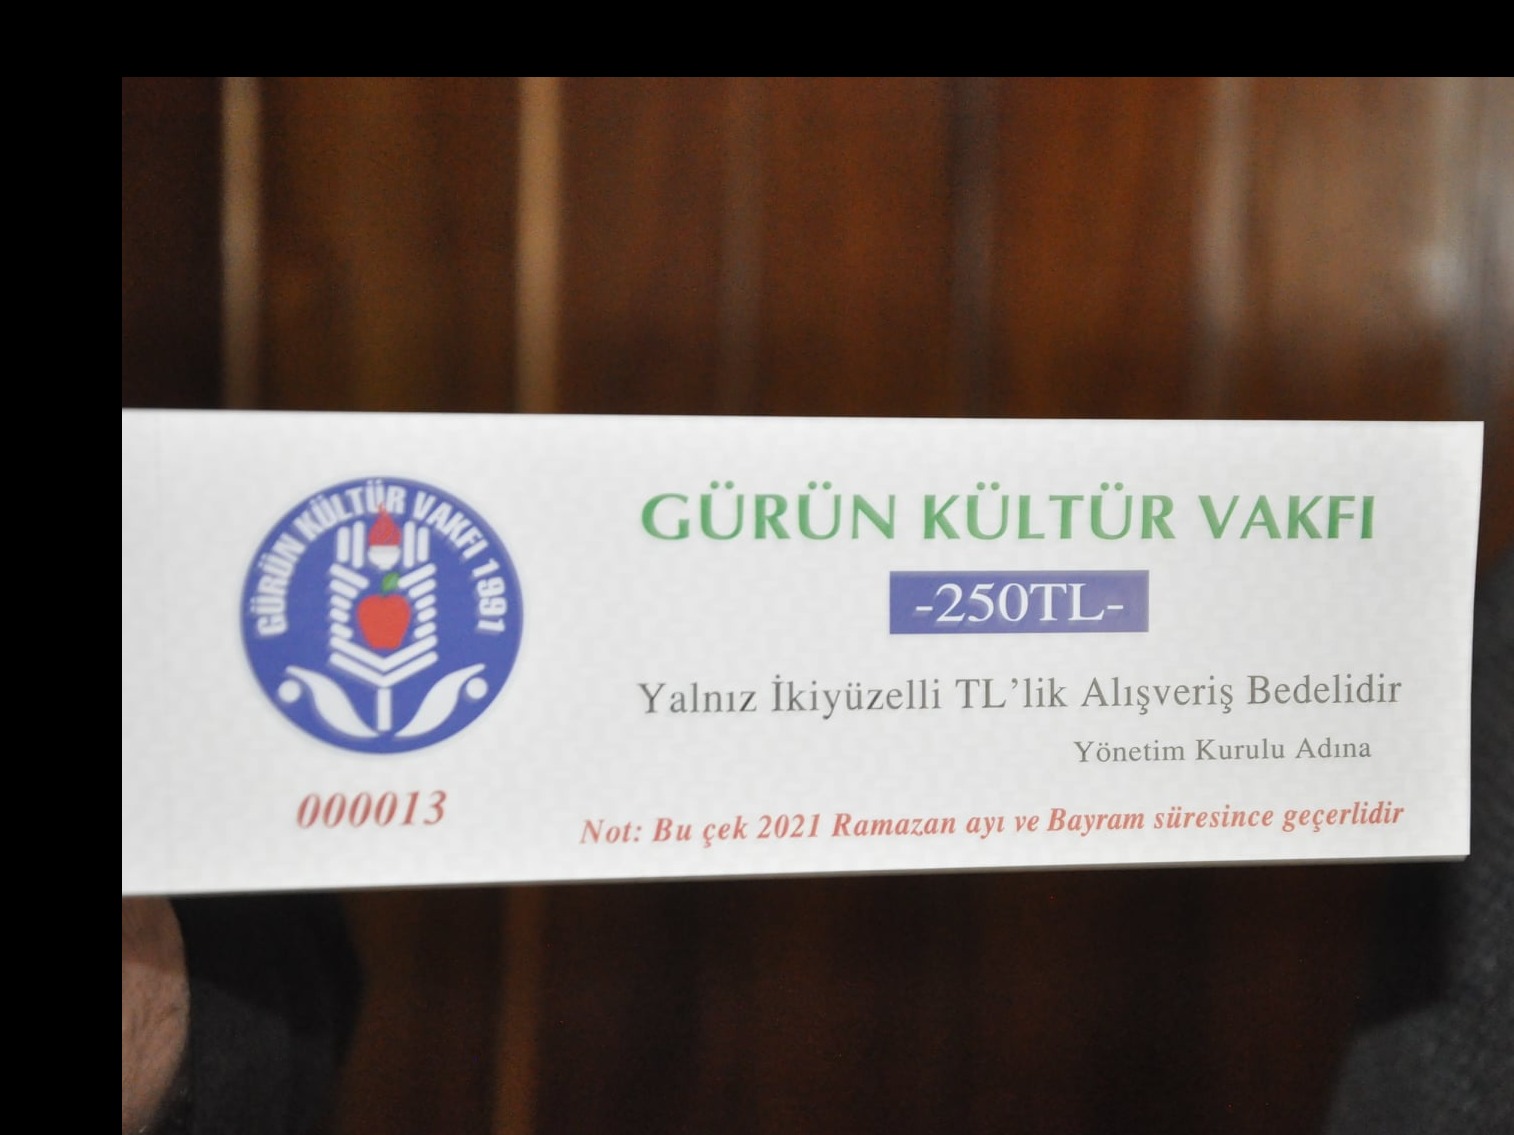 GÜRÜN KÜLTÜR VAKFI 1991
000013
GÜRÜN KÜLTÜR VAKFI
-250TL-
Yalnız İkiyüzelli TL'lik Alışveriş Bedelidir
Yönetim Kurulu Adına
Not: Bu çek 2021 Ramazan ayı ve Bayram süresince geçerlidir